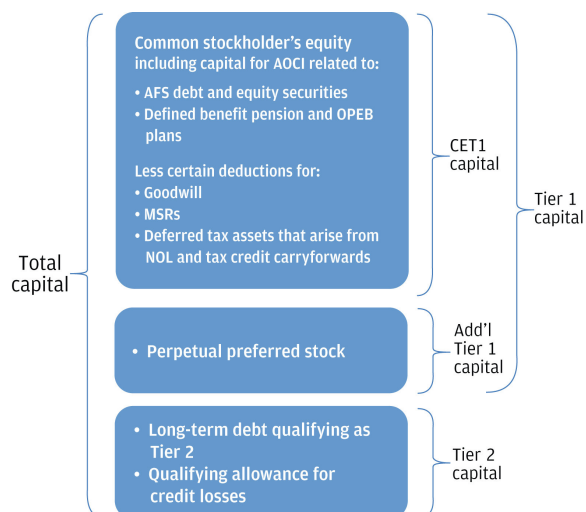 Common stockholder's equity
including capital for AOCI related to:
• AFS debt and equity securities
• Defined benefit pension and OPEB
plans
Less certain deductions for:
• Goodwill
• MSRs
• Deferred tax assets that arise from
NOL and tax credit carryforwards
CET1
capital
Tier 1
capital
Total
capital
• Perpetual preferred stock
Add'l
Tier 1
capital
• Long-term debt qualifying as
Tier 2
• Qualifying allowance for
credit losses
Tier 2
capital